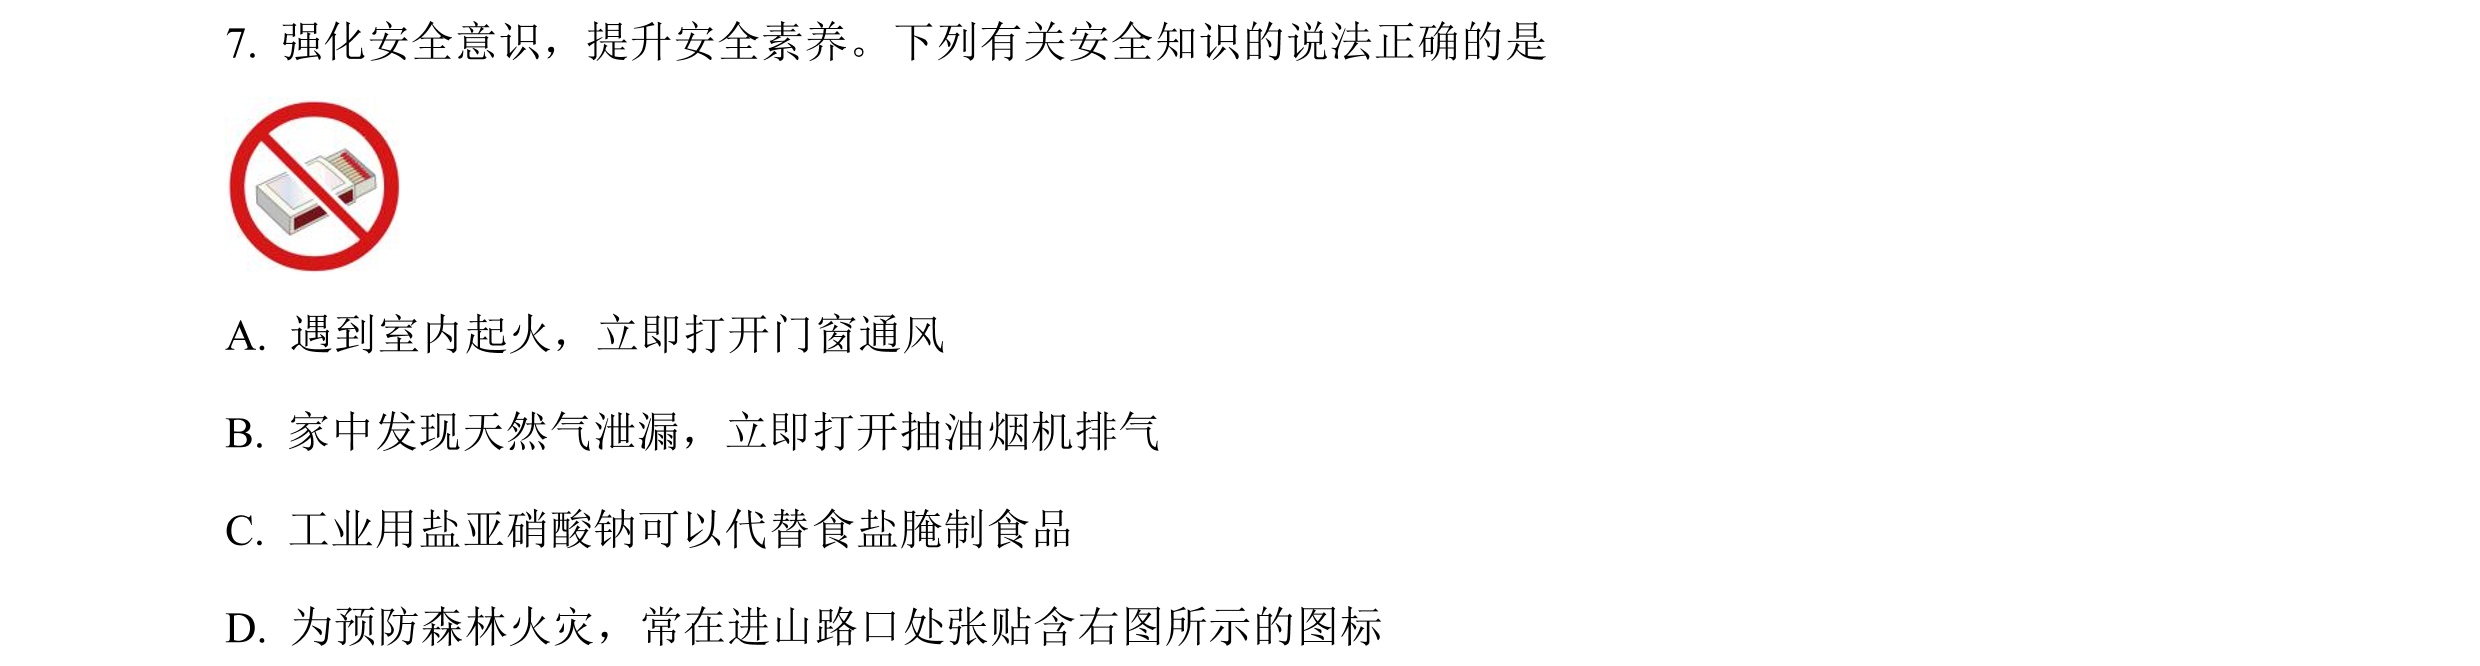 7. 强化安全意识，提升安全素养。下列有关安全知识的说法正确的是
A. 遇到室内起火，立即打开门窗通风
B. 家中发现天然气泄漏，立即打开抽油烟机排气
C. 工业用盐亚硝酸钠可以代替食盐腌制食品
D. 为预防森林火灾，常在进山路口处张贴含右图所示的图标